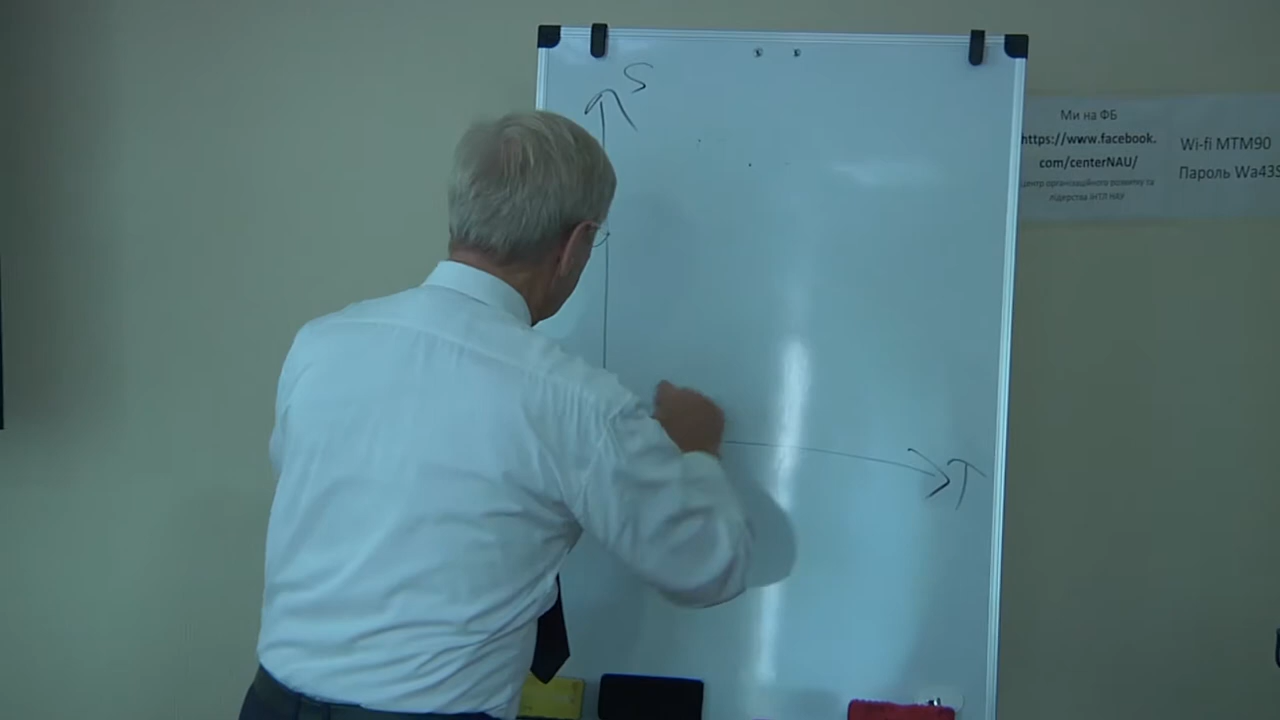 S
T
Ми на ФБ
https://www.facebook.
com/centerNAU/
центр організаційного розвитку та
лідерства ІНТЛ НАУ
Wi-fi MTM90
Пароль Wa43S